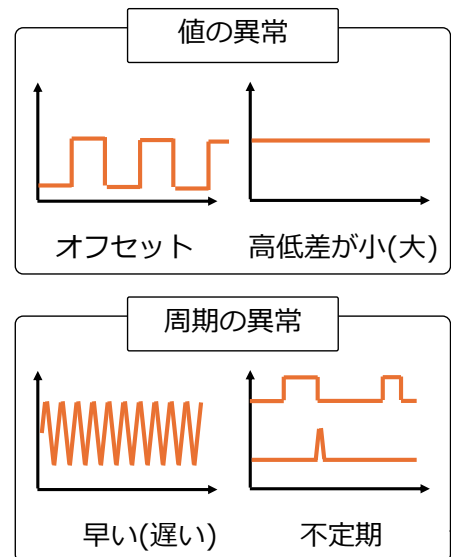 値の異常
オフセット
高低差が小(大)
周期の異常
早い(遅い)
不定期